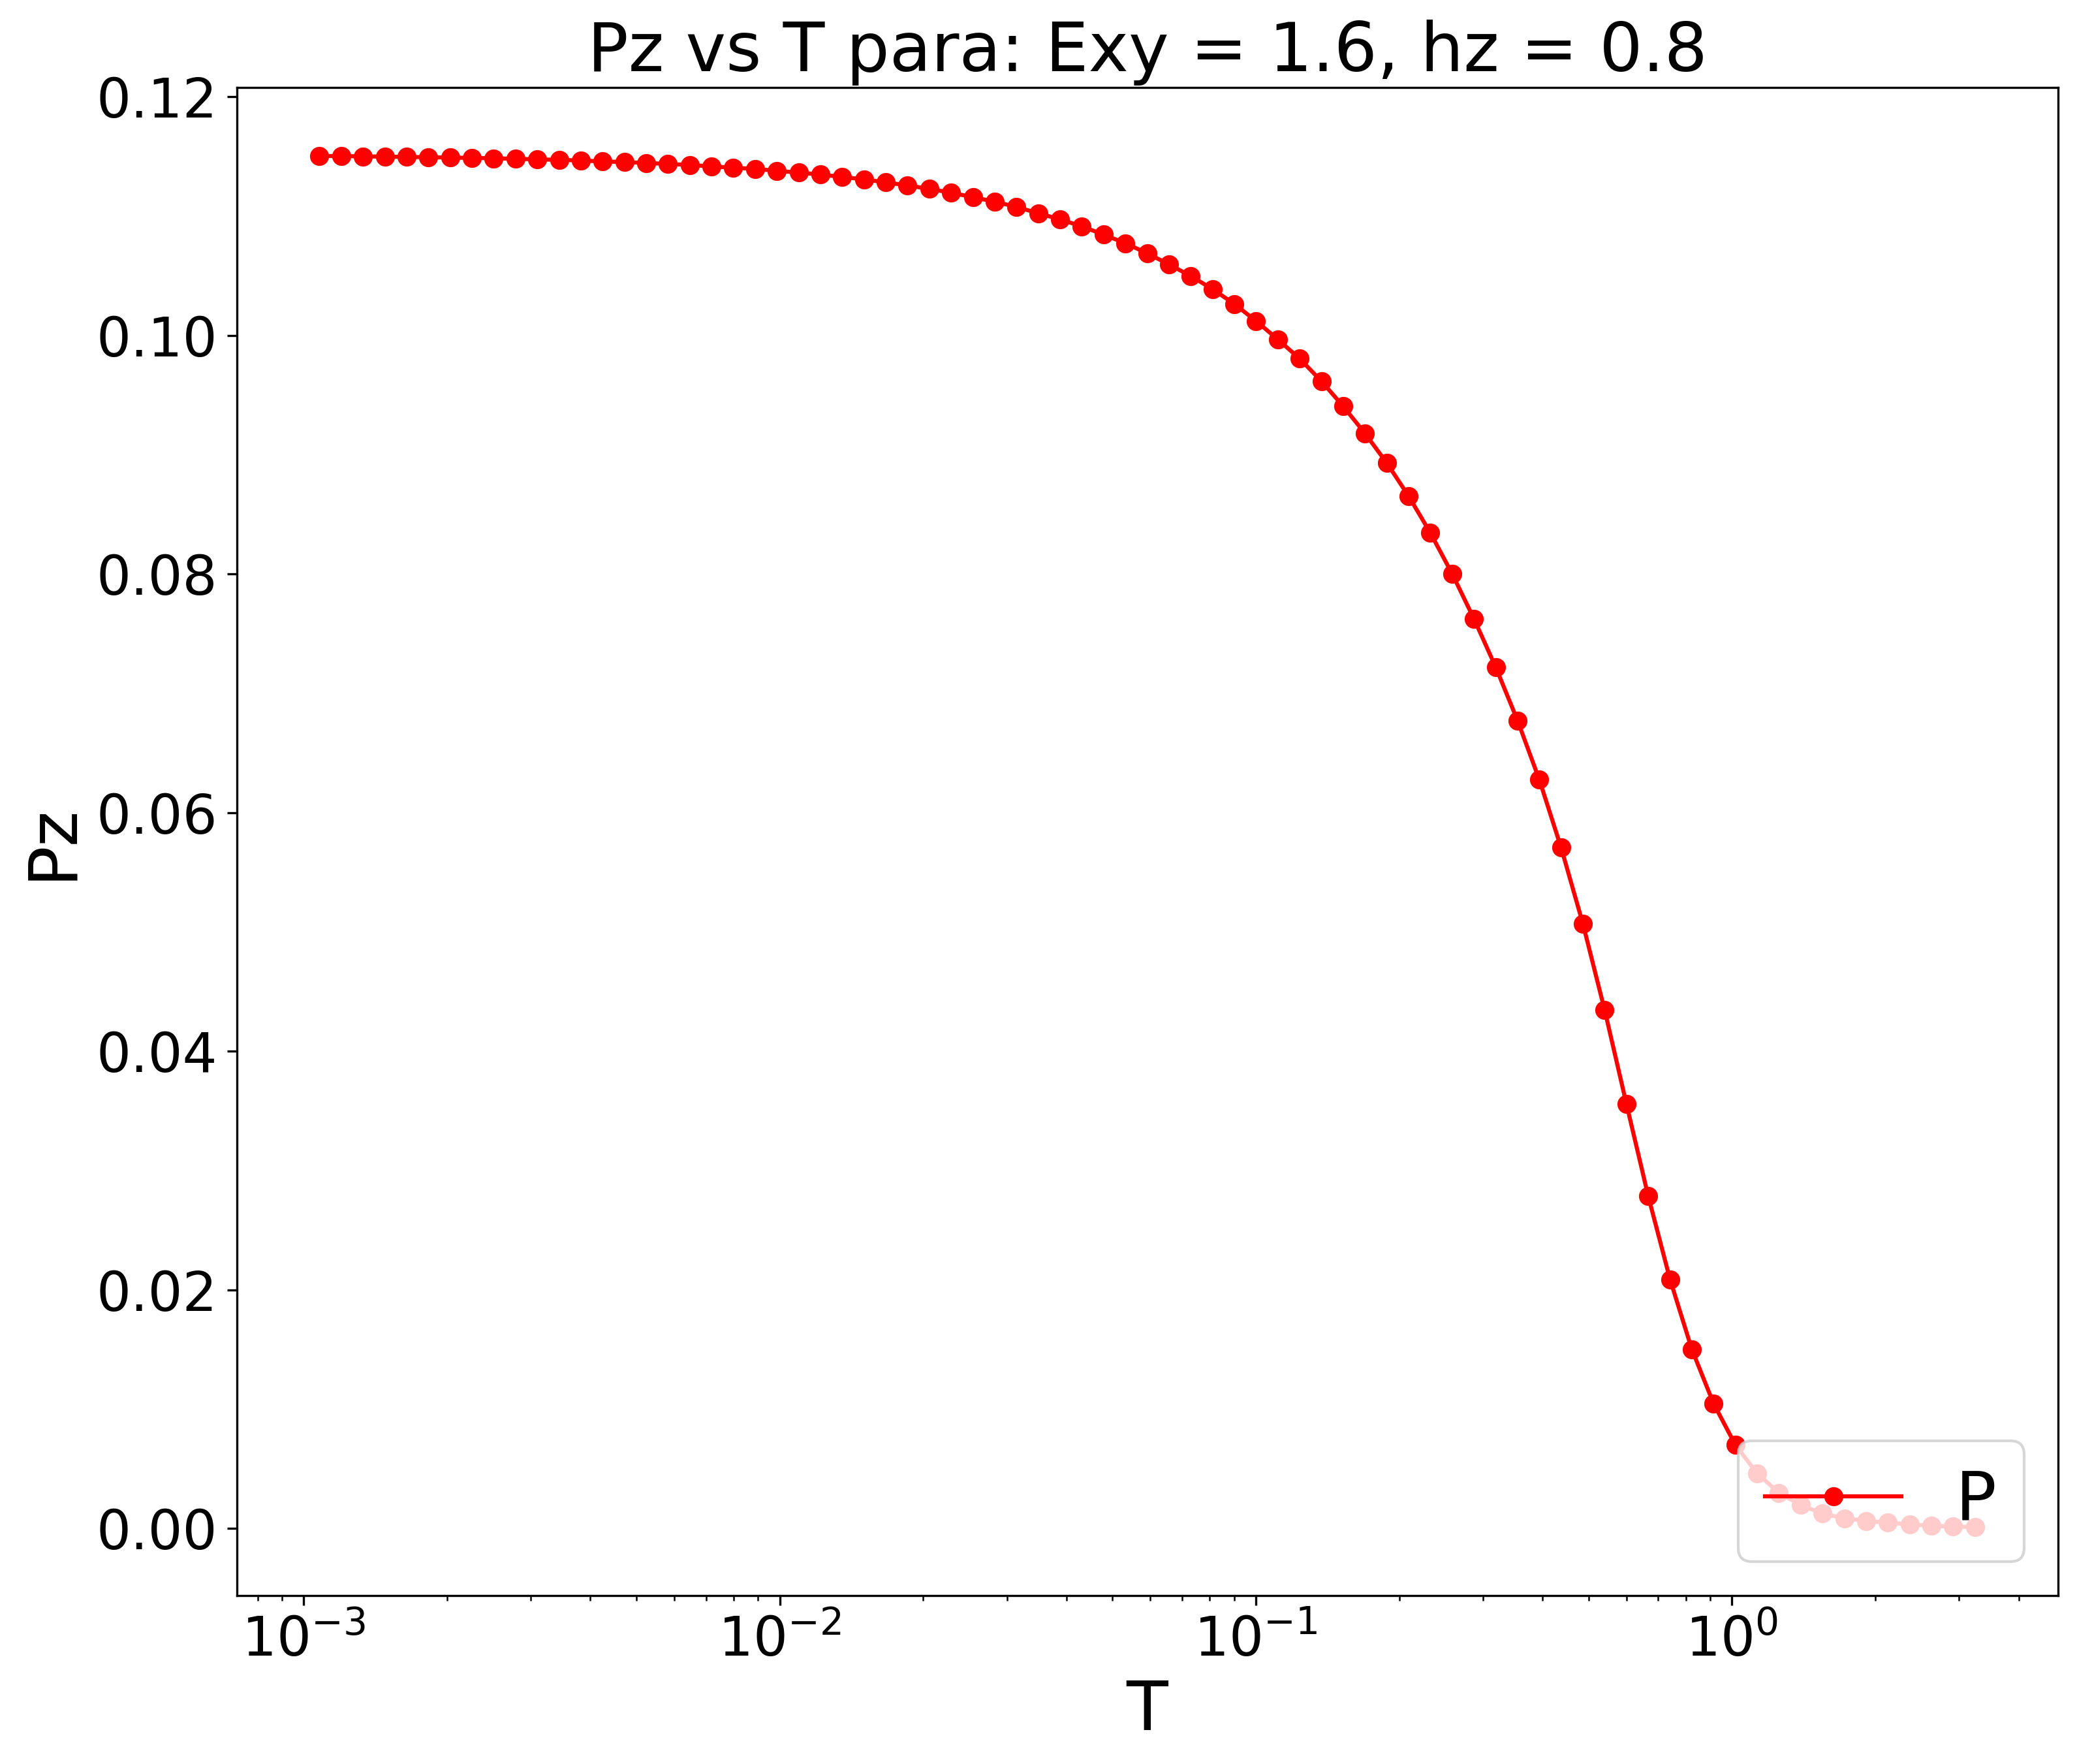 Pz vs T para: Exy = 1.6, hz = 0.8
0.12
0.10
0.08
0.06
0.04
0.02
0.00
Pz
P
10⁻³ 10⁻² 10⁻¹ 10⁰
T